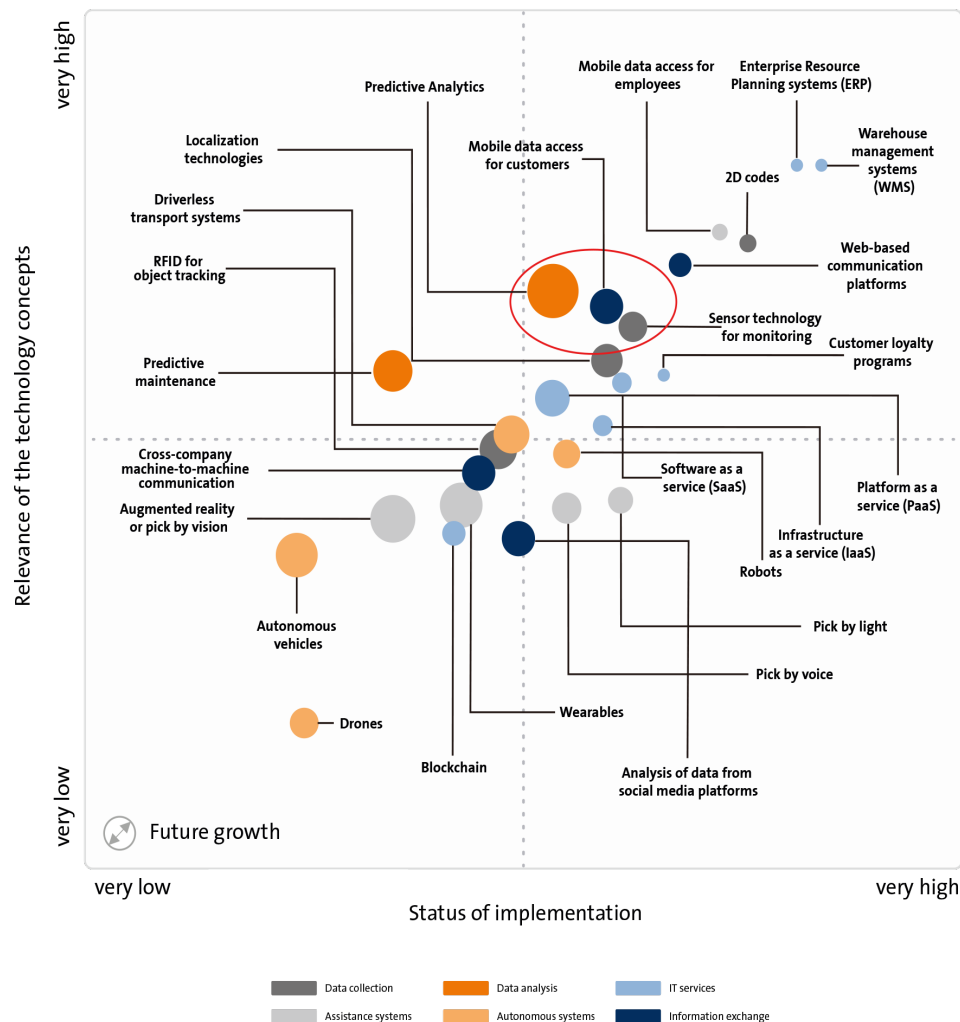 very high
Relevance of the technology concepts
very low
Predictive Analytics
Mobile data access for
employees
Enterprise Resource
Planning systems (ERP)
Localization
technologies
Mobile data access
for customers
Warehouse
management
systems
(WMS)
2D codes
Driverless
transport systems
RFID for
object tracking
Web-based
communication
platforms
Sensor technology
for monitoring
Customer loyalty
programs
Predictive
maintenance
Cross-company
machine-to-machine
communication
Software as a
service (SaaS)
Platform as a
service (PaaS)
Augmented reality
or pick by vision
Infrastructure
as a service (IaaS)
Robots
Autonomous
vehicles
Pick by light
Pick by voice
Wearables
Drones
Blockchain
Analysis of data from
social media platforms
Future growth
very low
very high
Status of implementation
Data collection
Data analysis
IT services
Assistance systems
Autonomous systems
Information exchange